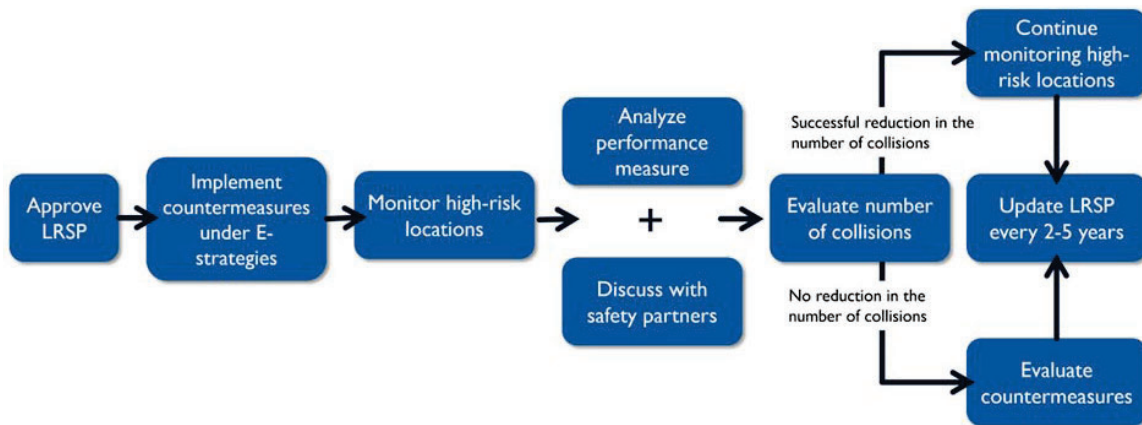 Approve
LRSP
Implement
countermeasures
under E-
strategies
Monitor high-risk
locations
Analyze
performance
measure
+
Discuss with
safety partners
Evaluate number
of collisions
Successful reduction in the
number of collisions
Continue
monitoring high-
risk locations
No reduction in the
number of collisions
Evaluate
countermeasures
Update LRSP
every 2-5 years